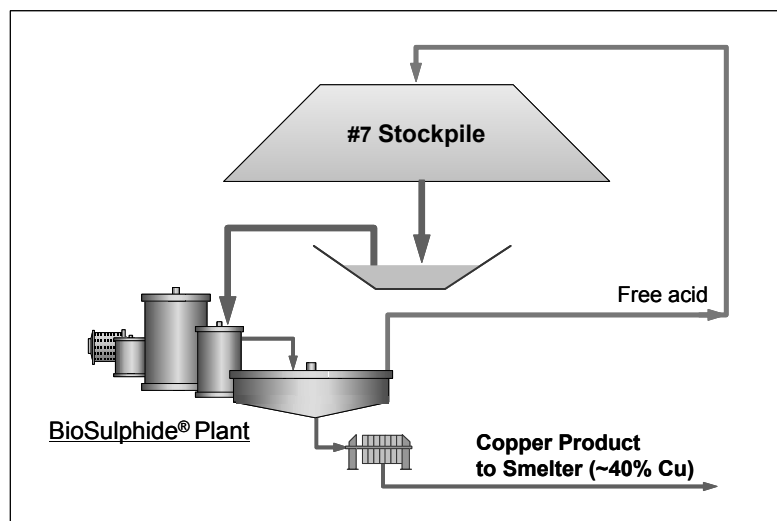 #7 Stockpile
Free acid
BioSulphide® Plant
Copper Product
to Smelter (~40% Cu)